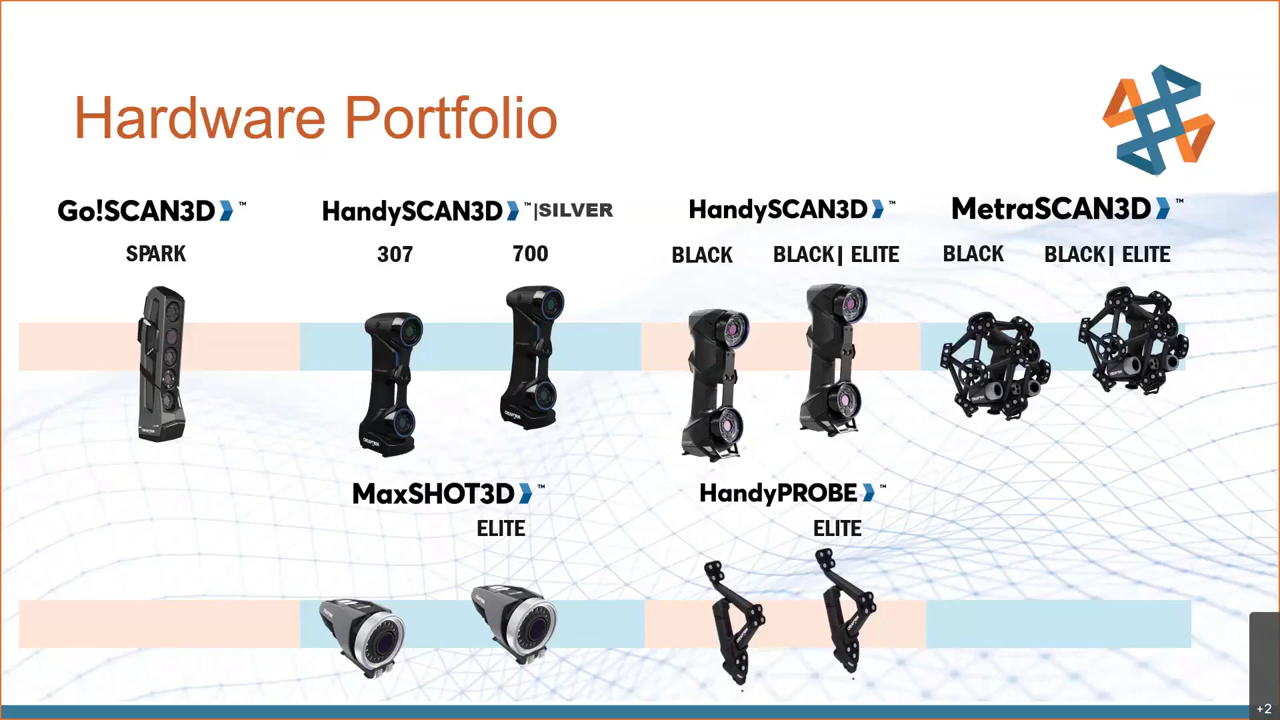 Hardware Portfolio
Go!SCAN3D™
SPARK
HandySCAN3D™|SILVER
307 700
HandySCAN3D™
BLACK BLACK| ELITE
MetraSCAN3D™
BLACK BLACK| ELITE
MaxSHOT3D™
ELITE
HandyPROBE™
ELITE
+2